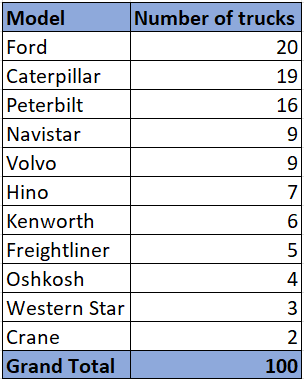 Model Number of trucks
Ford 20
Caterpillar 19
Peterbilt 16
Navistar 9
Volvo 9
Hino 7
Kenworth 6
Freightliner 5
Oshkosh 4
Western Star 3
Crane 2
Grand Total 100